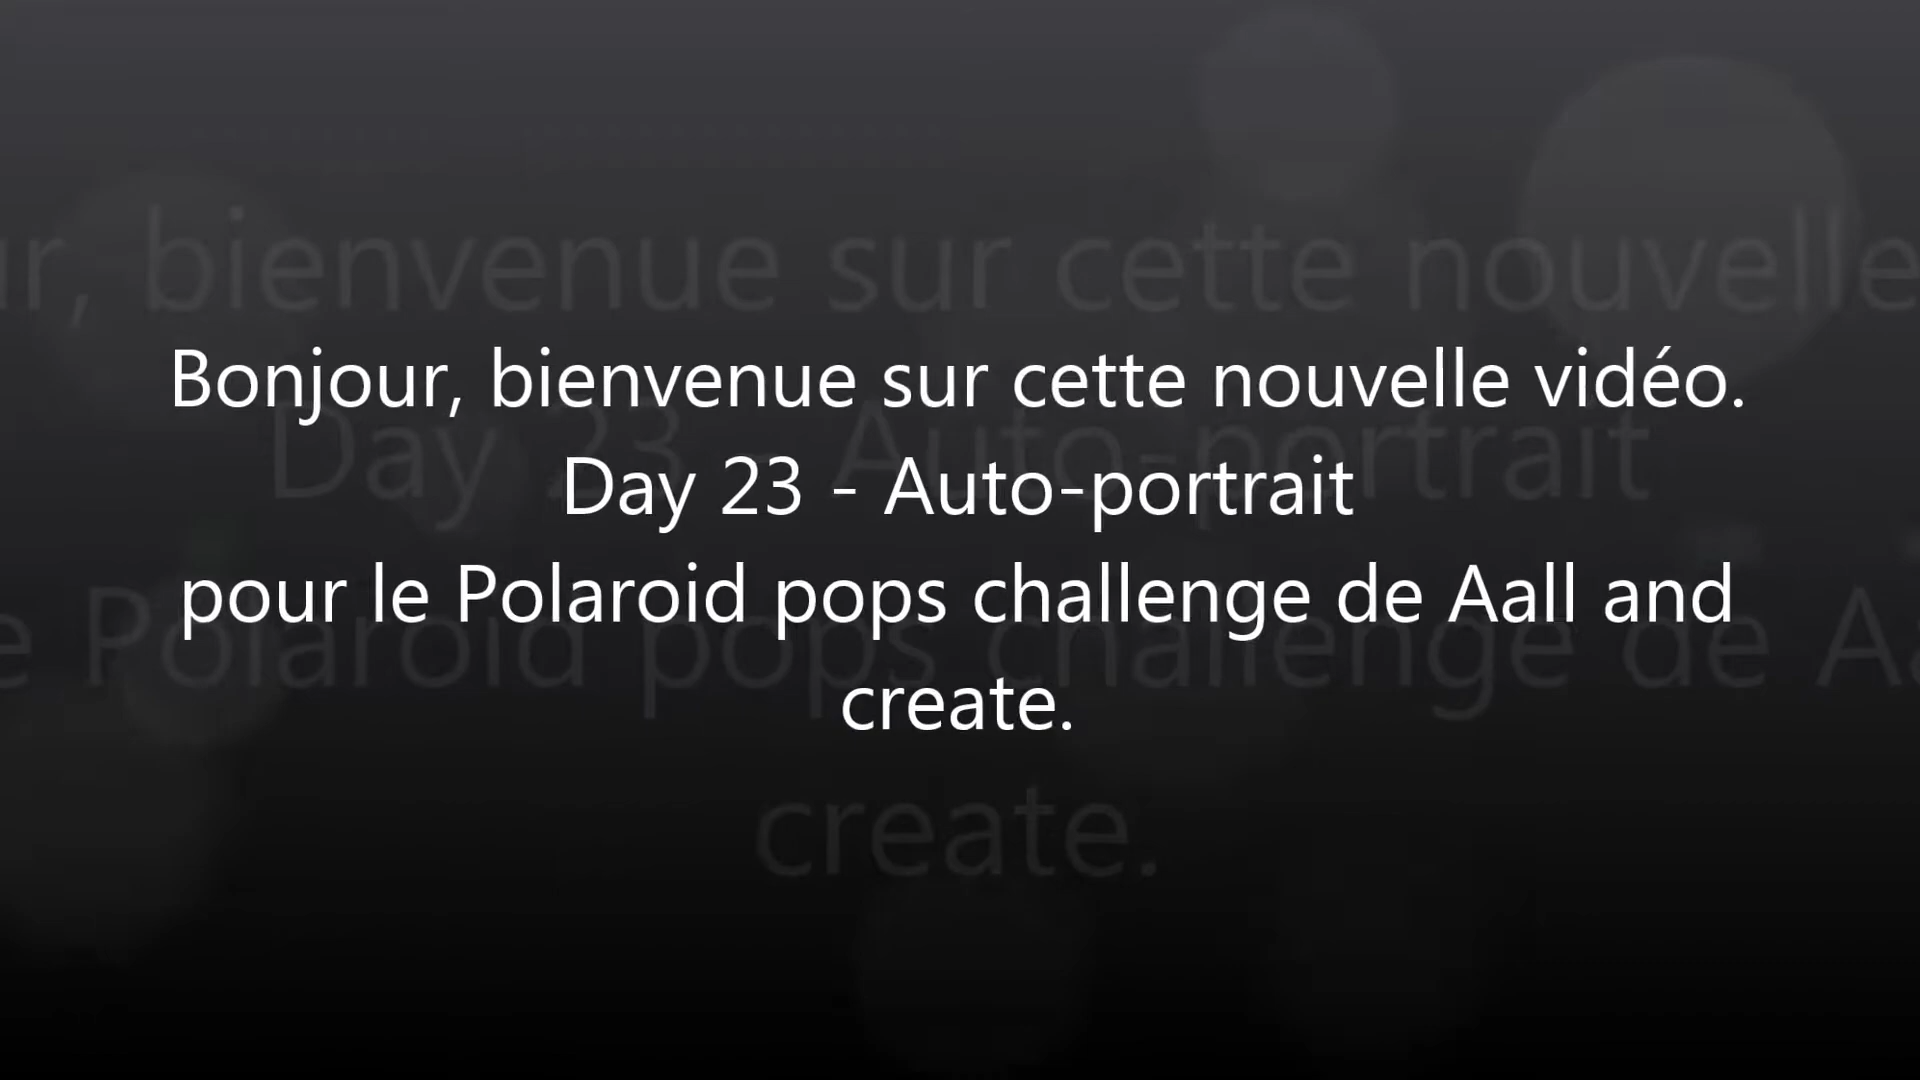 Bonjour, bienvenue sur cette nouvelle vidéo.
Day 23 - Auto-portrait
pour le Polaroid pops challenge de Aall and
create.